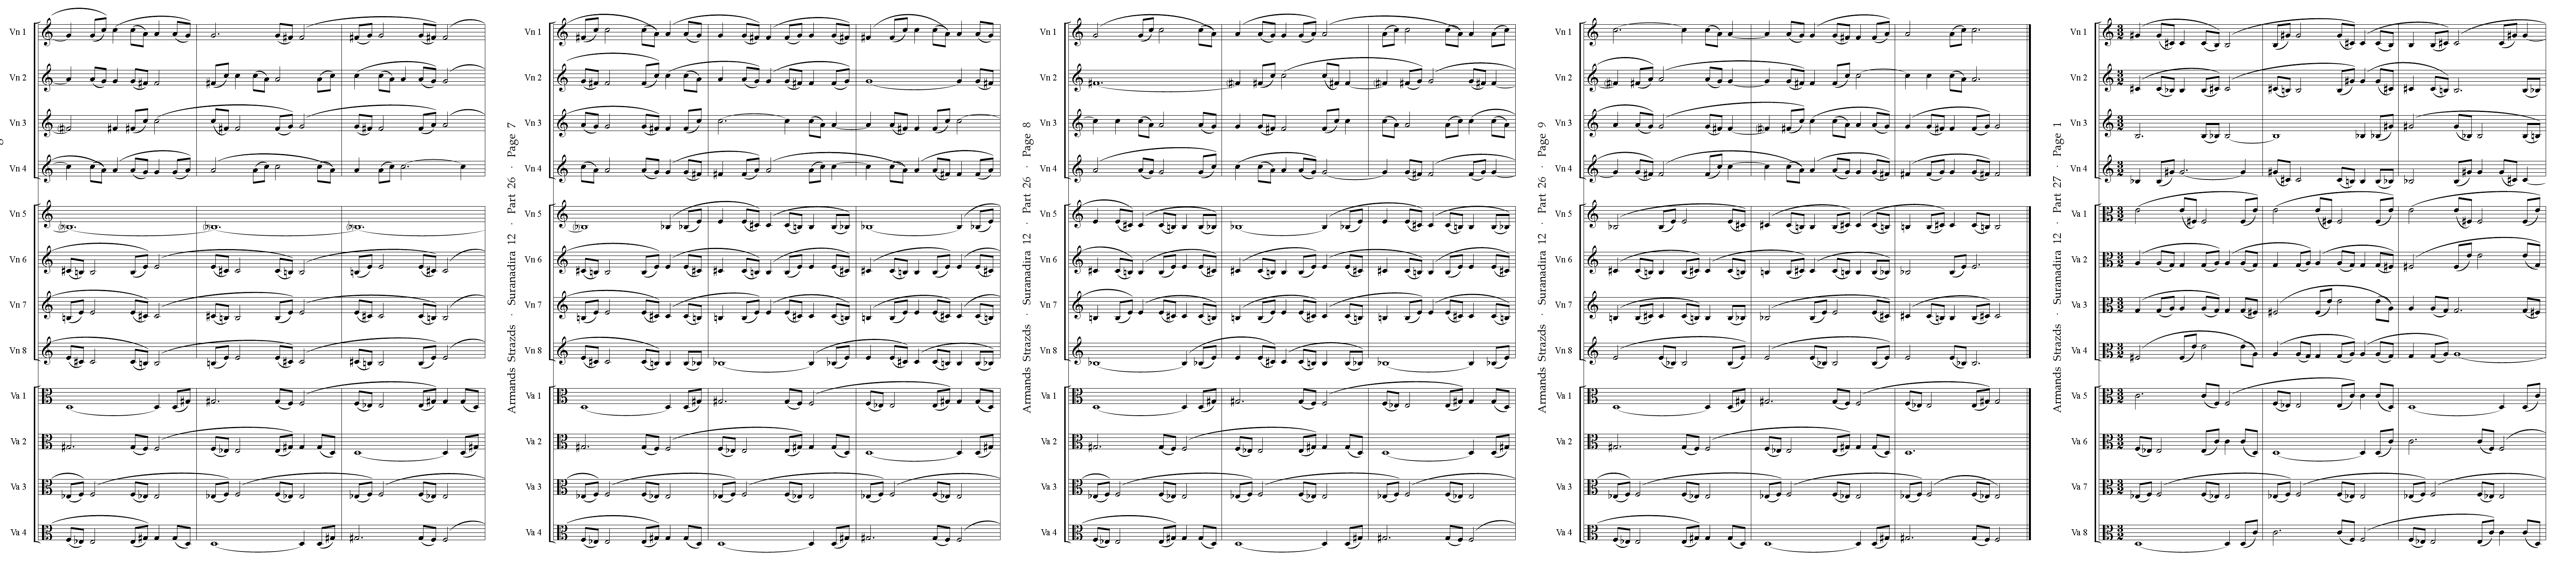 Vn 1
Vn 2
Vn 3
Vn 4
Vn 5
Vn 6
Vn 7
Vn 8
Va 1
Va 2
Va 3
Va 4
Armands Strazds · Suranadira 12 · Part 26 · Page 7
Vn 1
Vn 2
Vn 3
Vn 4
Vn 5
Vn 6
Vn 7
Vn 8
Va 1
Va 2
Va 3
Va 4
Armands Strazds · Suranadira 12 · Part 26 · Page 8
Vn 1
Vn 2
Vn 3
Vn 4
Vn 5
Vn 6
Vn 7
Vn 8
Va 1
Va 2
Va 3
Va 4
Armands Strazds · Suranadira 12 · Part 26 · Page 9
Vn 1
Vn 2
Vn 3
Vn 4
Vn 5
Vn 6
Vn 7
Vn 8
Va 1
Va 2
Va 3
Va 4
Armands Strazds · Suranadira 12 · Part 27 · Page 1
Vn 1
Vn 2
Vn 3
Vn 4
Va 1
Va 2
Va 3
Va 4
Va 5
Va 6
Va 7
Va 8